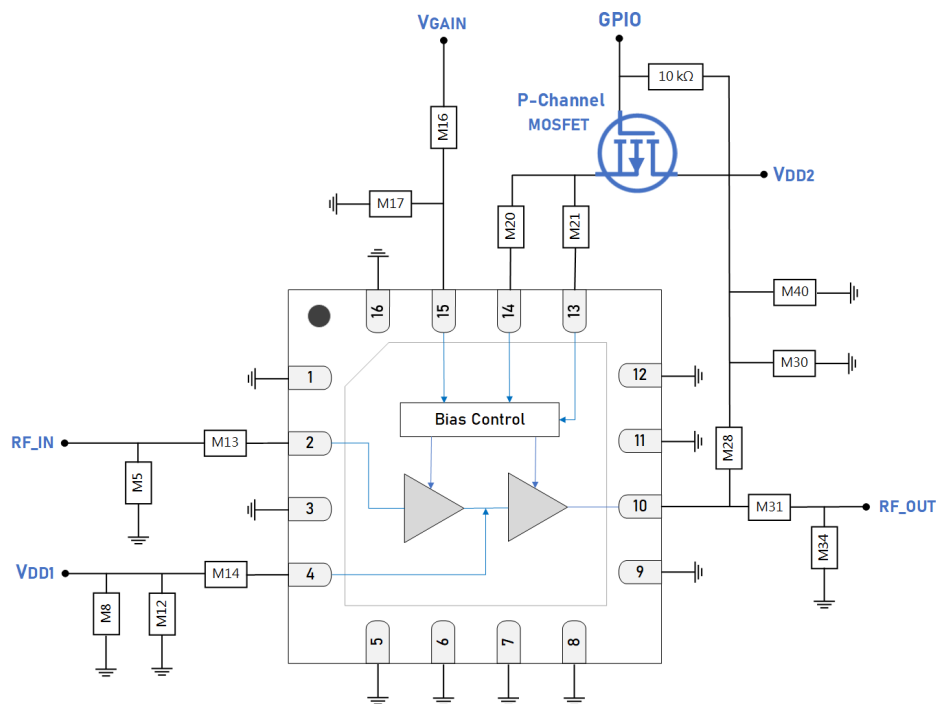 VGAIN
GPIO
10 kΩ
P-Channel
MOSFET
M16
VDD2
M17
M20
M21
16
15
14
13
M40
M30
1
12
Bias Control
RF_IN
M13
2
11
M28
M5
3
10
M31
RF_OUT
M34
VDD1
M14
4
9
M8
M12
5
6
7
8